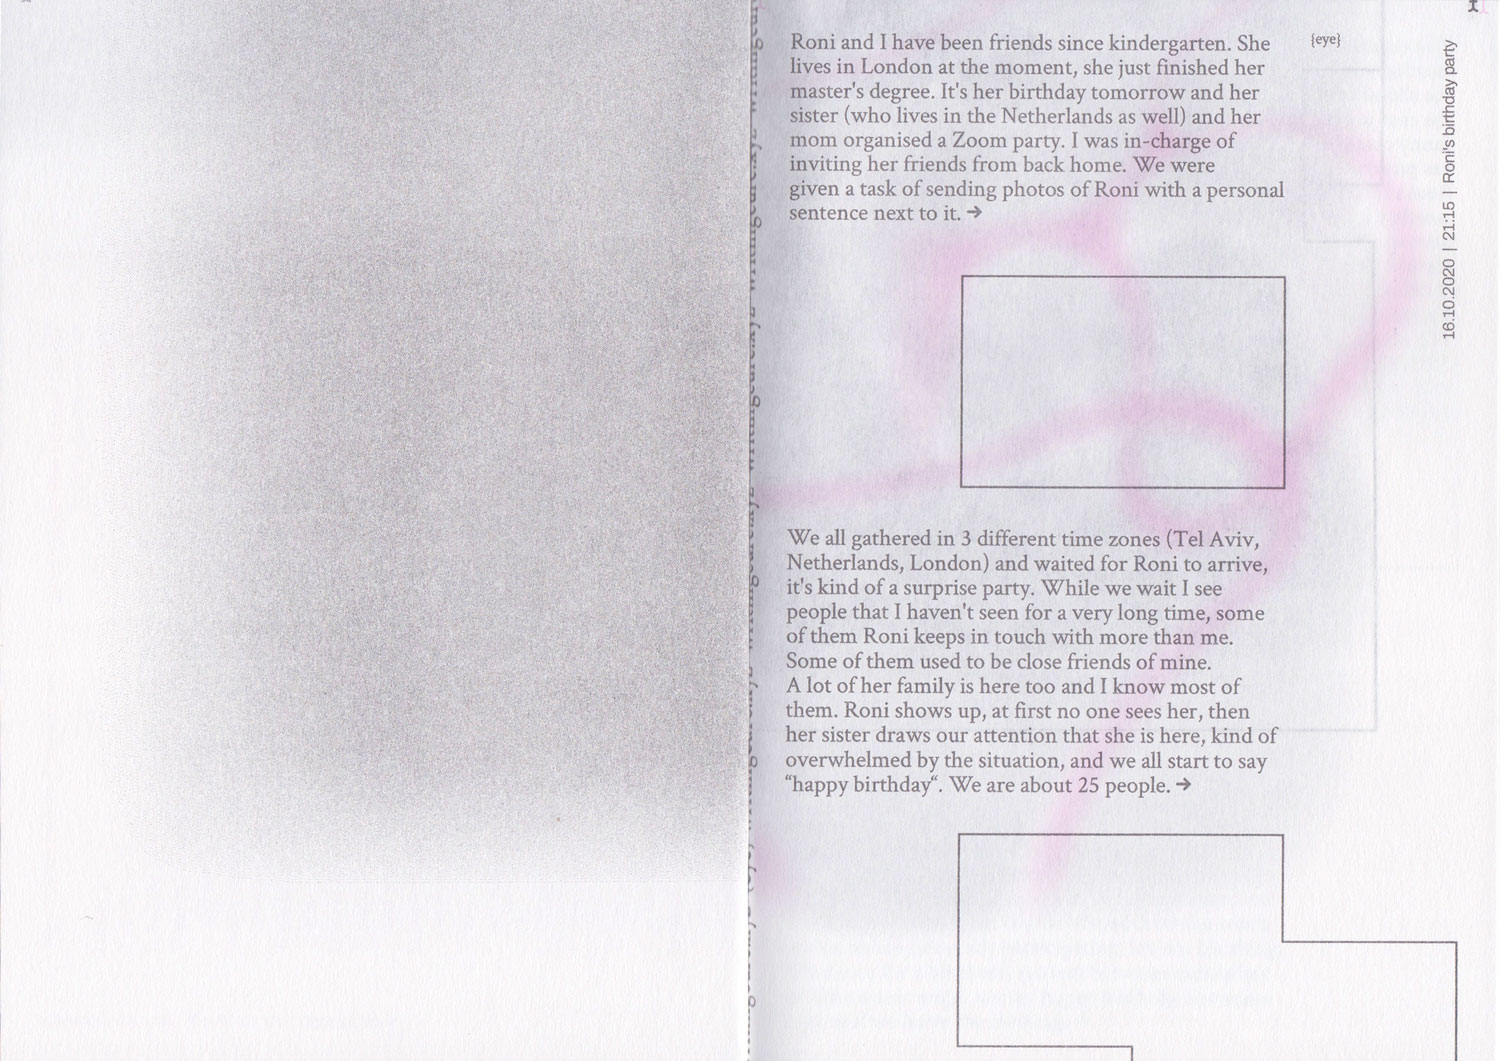 Roni and I have been friends since kindergarten. She
lives in London at the moment, she just finished her
master's degree. It's her birthday tomorrow and her
sister (who lives in the Netherlands as well) and her
mom organised a Zoom party. I was in-charge of
inviting her friends from back home. We were
given a task of sending photos of Roni with a personal
sentence next to it. →
{eye}
16.10.2020 | 21:15 | Roni's birthday party
We all gathered in 3 different time zones (Tel Aviv,
Netherlands, London) and waited for Roni to arrive,
it's kind of a surprise party. While we wait I see
people that I haven't seen for a very long time, some
of them Roni keeps in touch with more than me.
Some of them used to be close friends of mine.
A lot of her family is here too and I know most of
them. Roni shows up, at first no one sees her, then
her sister draws our attention that she is here, kind of
overwhelmed by the situation, and we all start to say
“happy birthday“. We are about 25 people. →